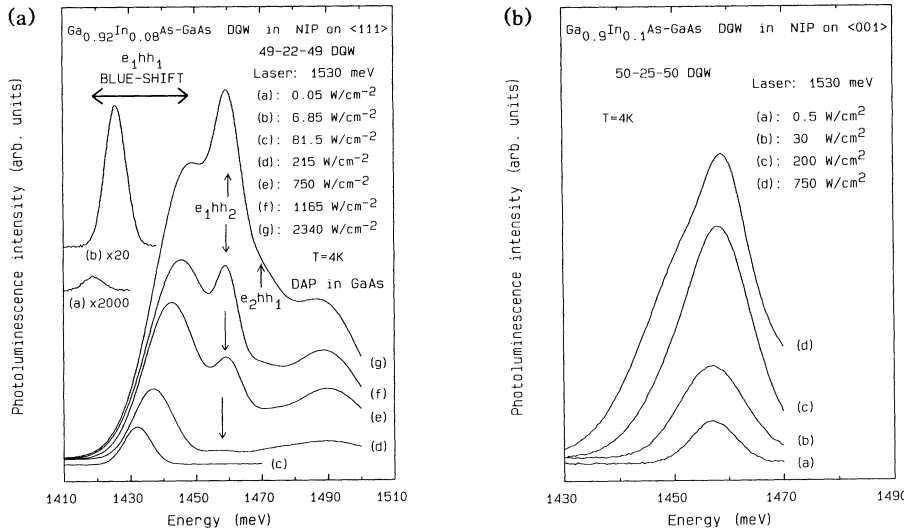 (a)
Ga0.92In0.08As-GaAs DQW in NIP on <111>
49-22-49 DQW
e1hh1
BLUE-SHIFT
Laser: 1530 meV
(a): 0.05 W/cm-2
(b): 6.85 W/cm-2
(c): 81.5 W/cm-2
(d): 215 W/cm-2
(e): 750 W/cm-2
(f): 1165 W/cm-2
(g): 2340 W/cm-2
e1hh2
T=4K
(b) x20
e2hh1
DAP in GaAs
(a) x2000
(g)
(f)
(e)
(d)
(c)
Photoluminescence intensity (arb. units)
1410 1430 1450 1470 1490 1510
Energy (meV)
(b)
Ga0.9In0.1As-GaAs DQW in NIP on <001>
50-25-50 DQW
Laser: 1530 meV
T=4K
(a): 0.5 W/cm2
(b): 30 W/cm2
(c): 200 W/cm2
(d): 750 W/cm2
(d)
(c)
(b)
(a)
Photoluminescence intensity (arb. units)
1430 1450 1470 1490
Energy (meV)